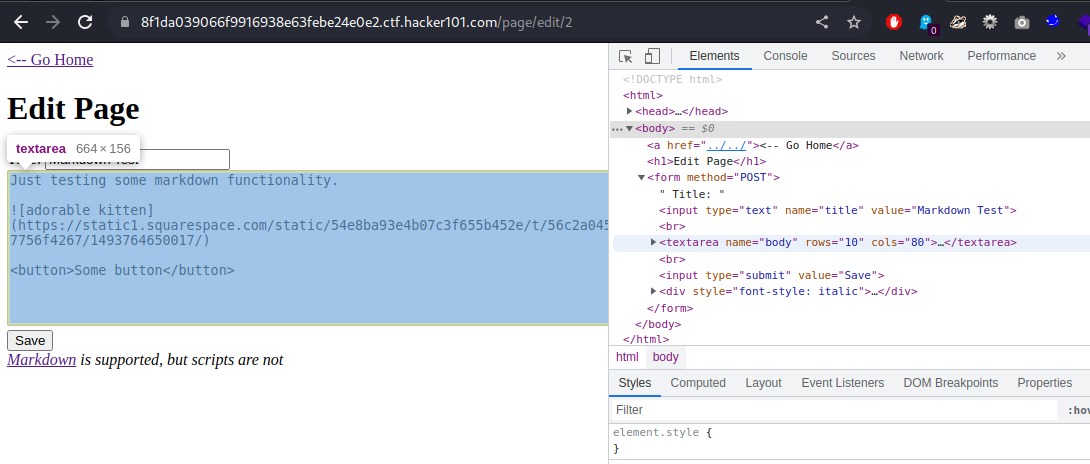 8f1da039066f9916938e63febe24e0e2.ctf.hacker101.com/page/edit/2
0
<-- Go Home
Edit Page
textarea 664 × 156
Just testing some markdown functionality.
![adorable kitten]
(https://static1.squarespace.com/static/54e8ba93e4b07c3f655b452e/t/56c2a045
7756f4267/1493764650017/)
<button>Some button</button>
Save
Markdown is supported, but scripts are not
Elements Console Sources Network Performance »
<!DOCTYPE html>
<html>
<head>…</head>
<body> == $0
<a href="../../"><-- Go Home</a>
<h1>Edit Page</h1>
<form method="POST">
" Title: "
<input type="text" name="title" value="Markdown Test">
<br>
<textarea name="body" rows="10" cols="80">…</textarea>
<br>
<input type="submit" value="Save">
<div style="font-style: italic">…</div>
</form>
</body>
</html>
html body
Styles Computed Layout Event Listeners DOM Breakpoints Properties
Filter :hov
element.style {
}